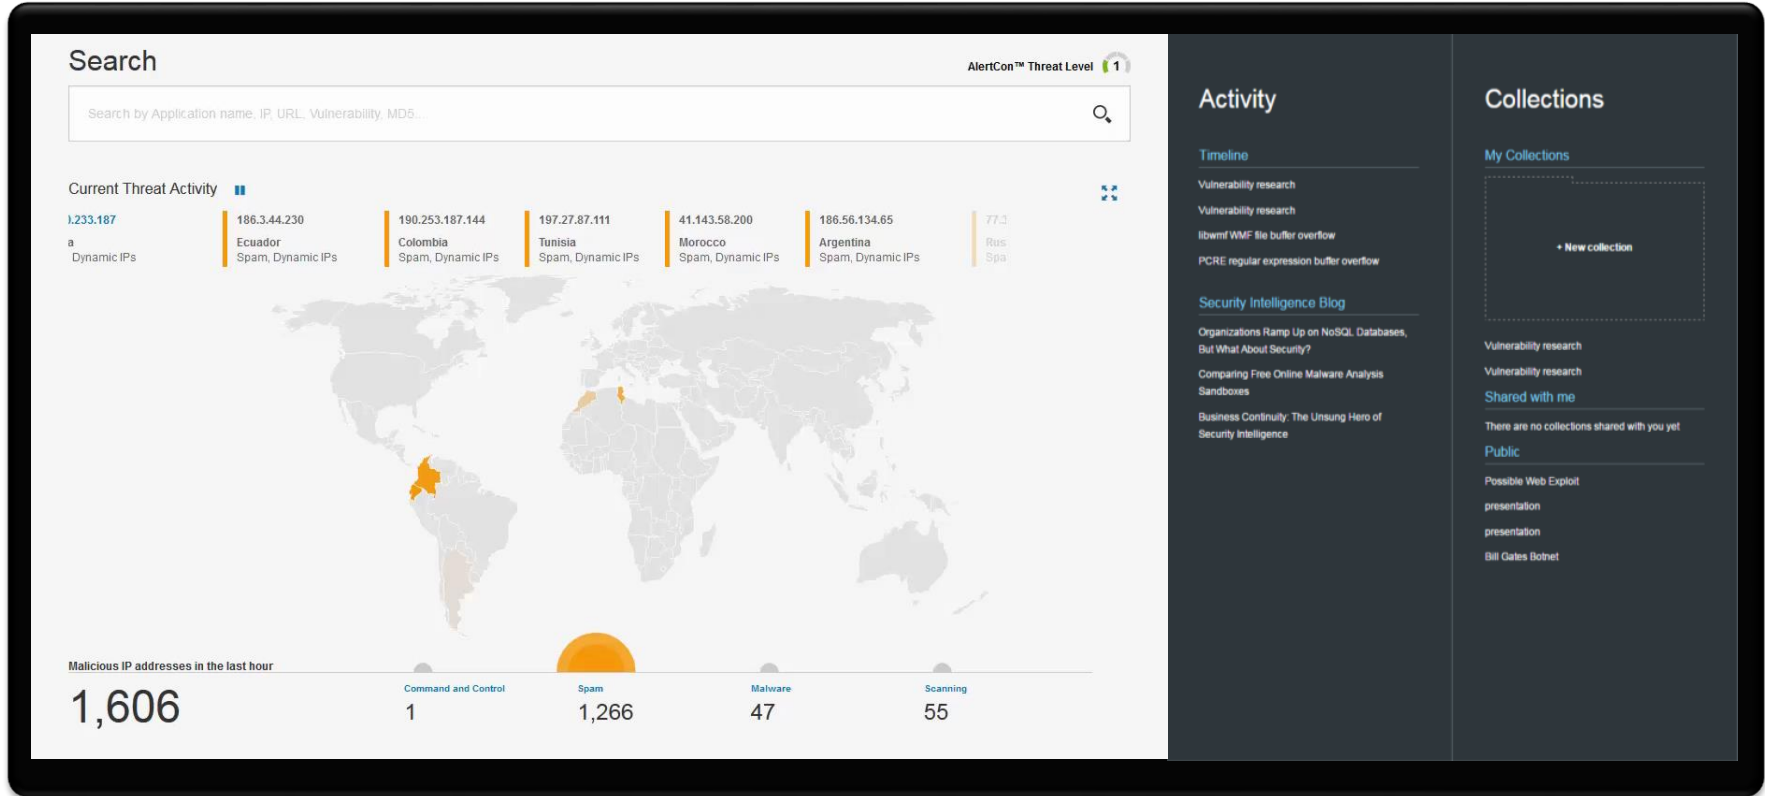 Search
AlertCon™ Threat Level 1
Search by Application name, IP, URL, Vulnerability, MD5...
Current Threat Activity
.233.187
a
Dynamic IPs
186.3.44.230
Ecuador
Spam, Dynamic IPs
190.253.187.144
Colombia
Spam, Dynamic IPs
197.27.87.111
Tunisia
Spam, Dynamic IPs
41.143.58.200
Morocco
Spam, Dynamic IPs
186.56.134.65
Argentina
Spam, Dynamic IPs
77.
Rus
Spa
Malicious IP addresses in the last hour
1,606
Command and Control
1
Spam
1,266
Malware
47
Scanning
55
Activity
Timeline
Vulnerability research
Vulnerability research
libwmf WMF file buffer overflow
PCRE regular expression buffer overflow
Security Intelligence Blog
Organizations Ramp Up on NoSQL Databases,
But What About Security?
Comparing Free Online Malware Analysis
Sandboxes
Business Continuity: The Unsung Hero of
Security Intelligence
Collections
My Collections
+ New collection
Vulnerability research
Vulnerability research
Shared with me
There are no collections shared with you yet
Public
Possible Web Exploit
presentation
presentation
Bill Gates Botnet